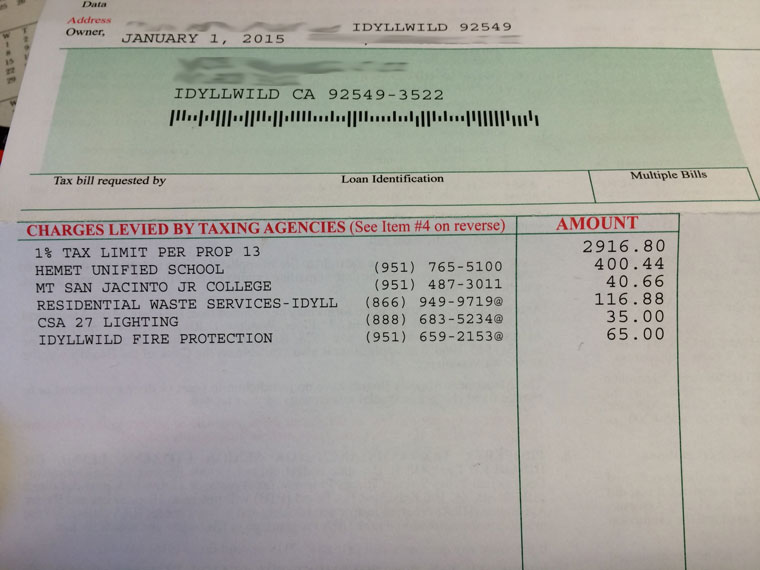 Data
Address
IDYLLWILD 92549
Owner,
JANUARY 1, 2015
IDYLLWILD CA 92549-3522
Tax bill requested by Loan Identification Multiple Bills
CHARGES LEVIED BY TAXING AGENCIES (See Item #4 on reverse) AMOUNT
1% TAX LIMIT PER PROP 13 2916.80
HEMET UNIFIED SCHOOL (951) 765-5100 400.44
MT SAN JACINTO JR COLLEGE (951) 487-3011 40.66
RESIDENTIAL WASTE SERVICES-IDYLL (866) 949-9719@ 116.88
CSA 27 LIGHTING (888) 683-5234@ 35.00
IDYLLWILD FIRE PROTECTION (951) 659-2153@ 65.00